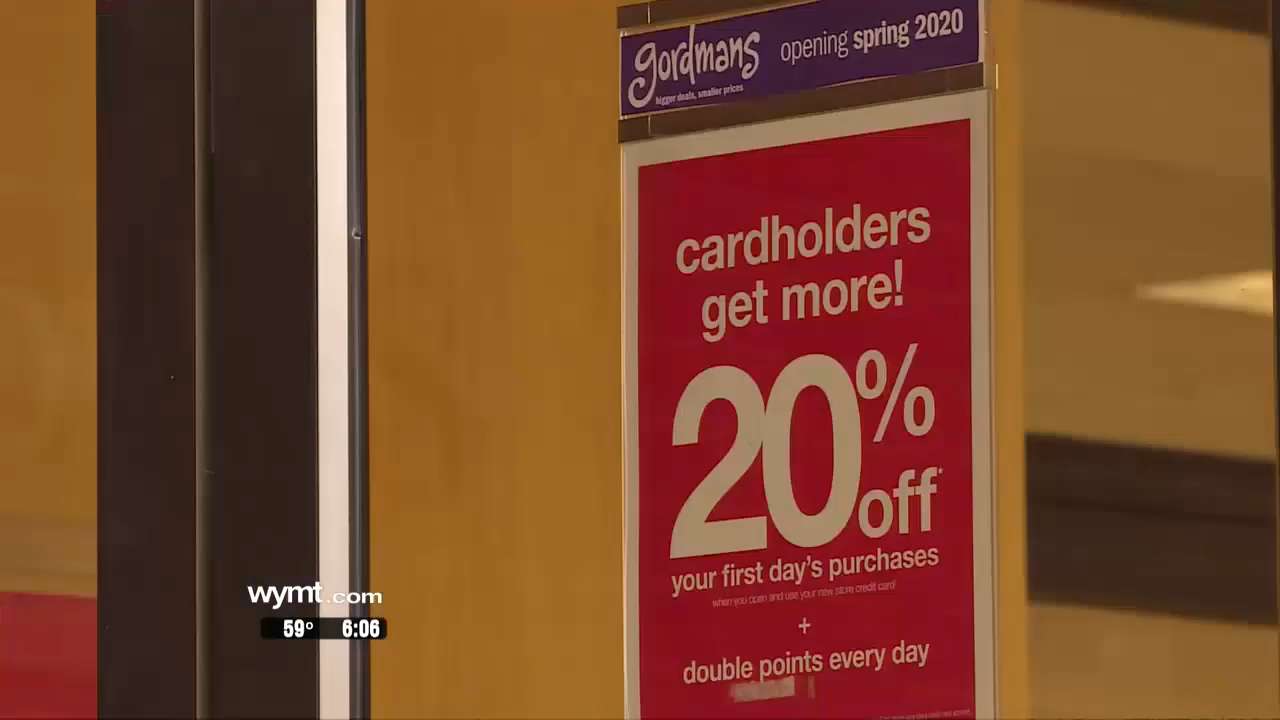 gordmans
bigger deals, smaller prices
opening spring 2020
cardholders
get more!
20%
off*
your first day's purchases
when you open and use your new store credit card!
+
double points every day
wymt.com
59° 6:06